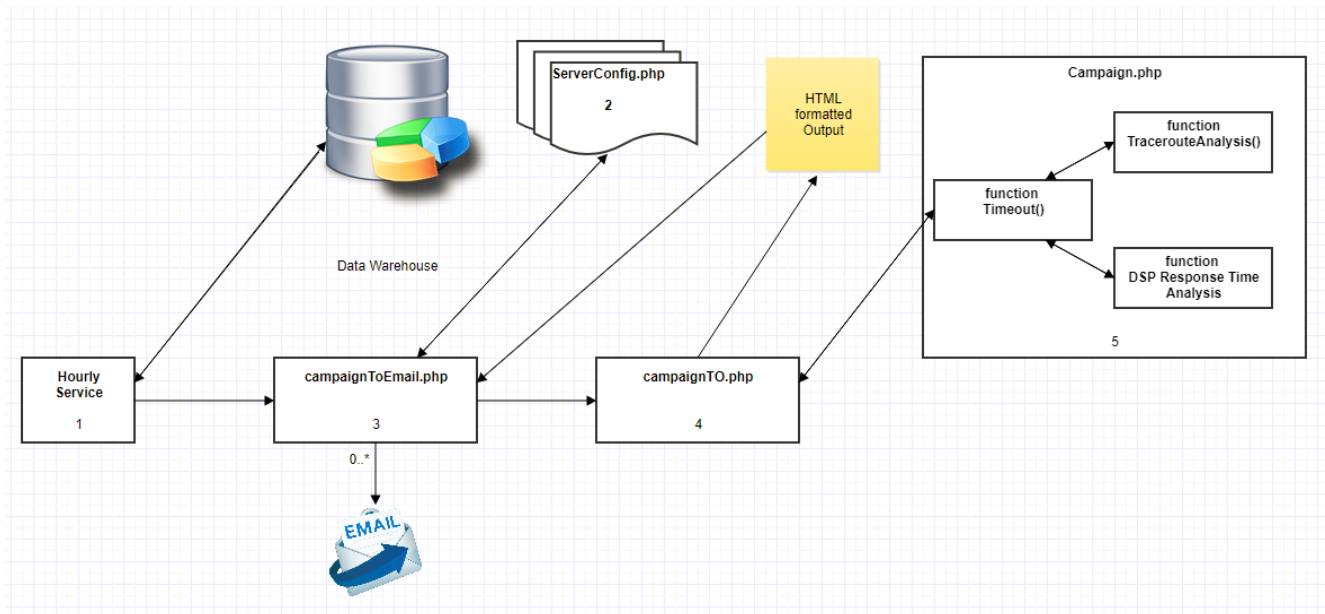 ServerConfig.php
2
HTML
formatted
Output
Campaign.php
function
TracerouteAnalysis()
function
Timeout()
function
DSP Response Time
Analysis
5
Data Warehouse
Hourly
Service
1
campaignToEmail.php
3
campaignTO.php
4
0..*
EMAIL